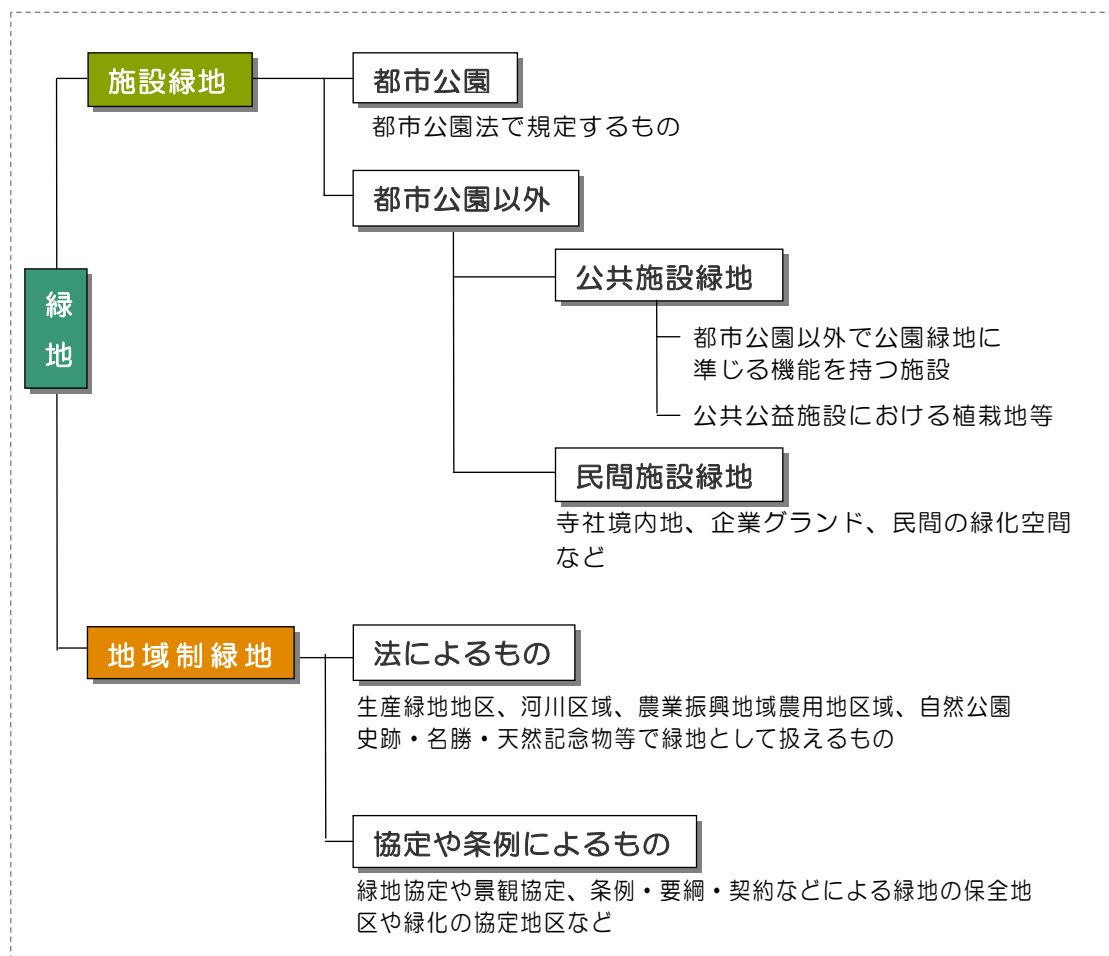 緑地
施設緑地
都市公園
都市公園法で規定するもの
都市公園以外
公共施設緑地
都市公園以外で公園緑地に
準じる機能を持つ施設
公共公益施設における植栽地等
民間施設緑地
寺社境内地、企業グランド、民間の緑化空間
など
地域制緑地
法によるもの
生産緑地地区、河川区域、農業振興地域農用地区域、自然公園
史跡・名勝・天然記念物等で緑地として扱えるもの
協定や条例によるもの
緑地協定や景観協定、条例・要綱・契約などによる緑地の保全地
区や緑化の協定地区など